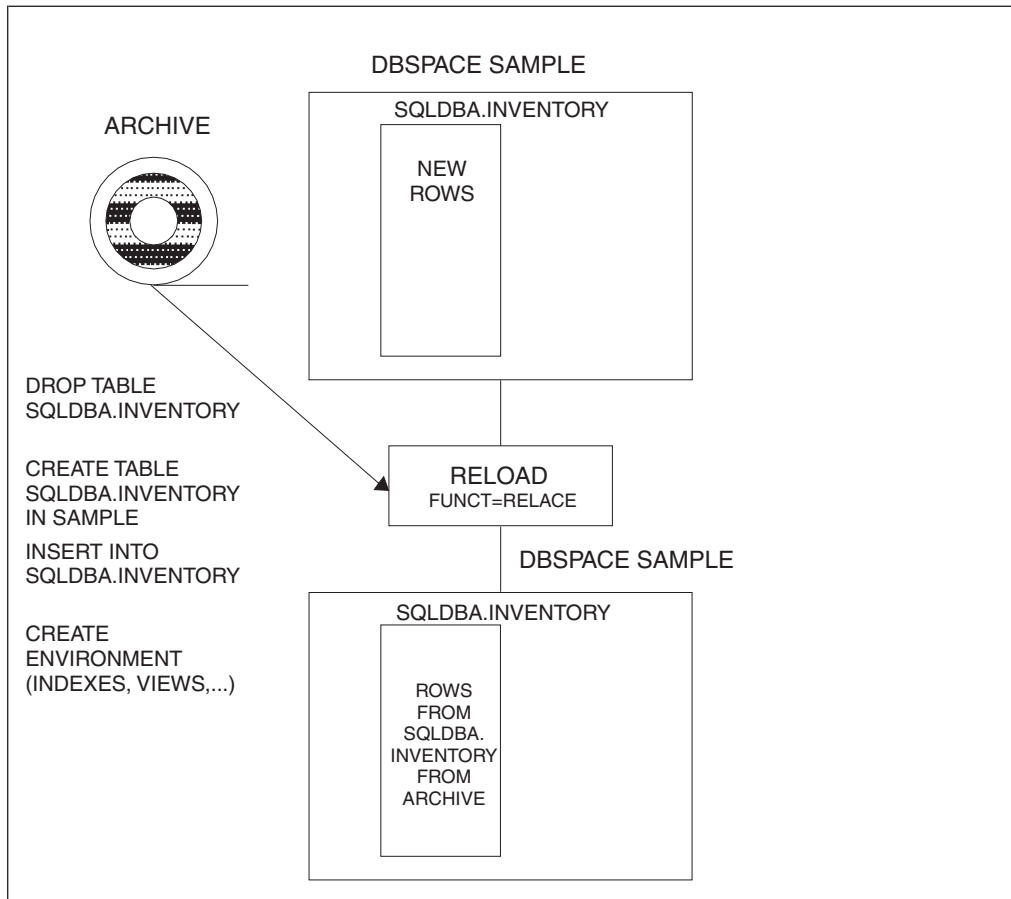 DBSPACE SAMPLE
SQLDBA.INVENTORY
ARCHIVE
NEW
ROWS
DROP TABLE
SQLDBA.INVENTORY
CREATE TABLE
SQLDBA.INVENTORY
IN SAMPLE
INSERT INTO
SQLDBA.INVENTORY
CREATE
ENVIRONMENT
(INDEXES, VIEWS,...)
RELOAD
FUNCT=RELACE
DBSPACE SAMPLE
SQLDBA.INVENTORY
ROWS
FROM
SQLDBA.
INVENTORY
FROM
ARCHIVE